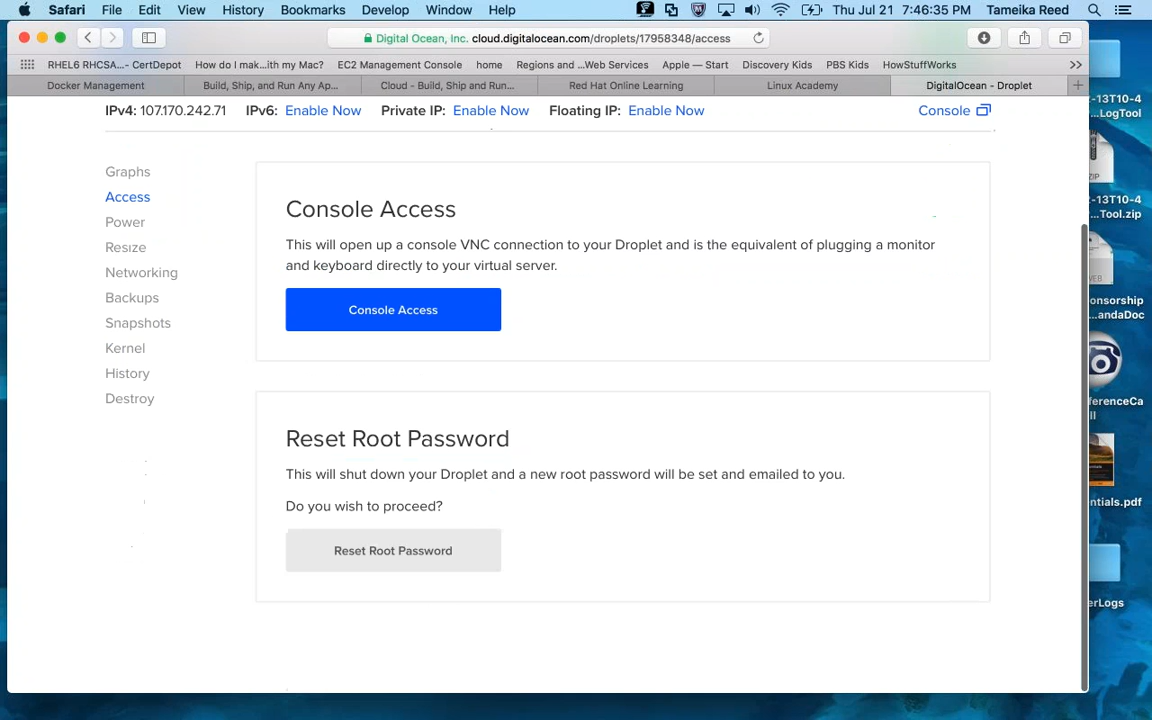 Safari File Edit View History Bookmarks Develop Window Help Thu Jul 21 7:46:35 PM Tameika Reed
Digital Ocean, Inc. cloud.digitalocean.com/droplets/17958348/access
RHEL6 RHCSA...- CertDepot How do I mak...ith my Mac? EC2 Management Console home Regions and ...Web Services Apple — Start Discovery Kids PBS Kids HowStuffWorks >>
Docker Management Build, Ship, and Run Any Ap... Cloud - Build, Ship and Run... Red Hat Online Learning Linux Academy DigitalOcean - Droplet +
IPv4: 107.170.242.71 IPv6: Enable Now Private IP: Enable Now Floating IP: Enable Now Console
Graphs
Access
Power
Resize
Networking
Backups
Snapshots
Kernel
History
Destroy
Console Access
This will open up a console VNC connection to your Droplet and is the equivalent of plugging a monitor
and keyboard directly to your virtual server.
Console Access
Reset Root Password
This will shut down your Droplet and a new root password will be set and emailed to you.
Do you wish to proceed?
Reset Root Password
-13T10-4
LogTool
ZIP
-13T10-4
Tool.zip
onsorship
...andaDoc
ferenceCa
ll
ntials.pdf
erLogs